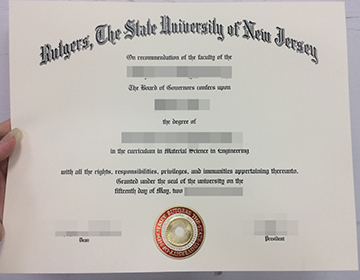 Rutgers, The State University of New Jersey
On recommendation of the faculty of the
The Board of Governors confers upon
the degree of
in the curriculum in Material Science in Engineering
with all the rights, responsibilities, privileges, and immunities appertaining thereunto.
Granted under the seal of the university on the
fifteenth day of May, two
Dean
President